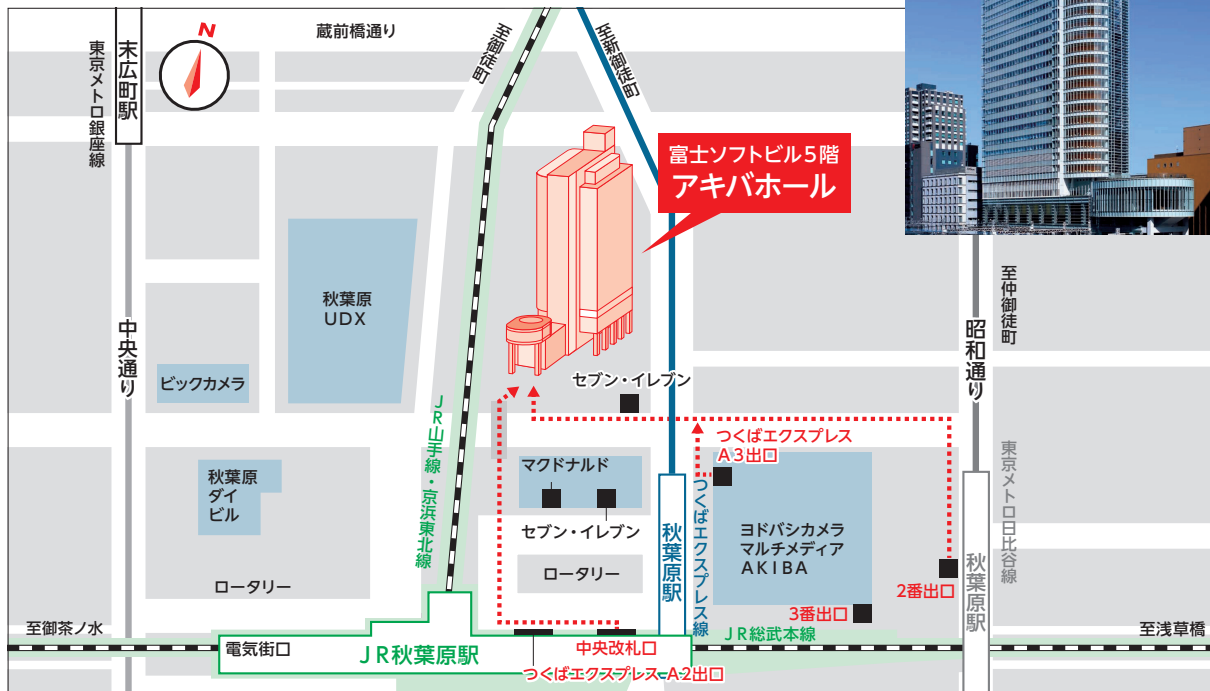 N
蔵前橋通り
至御徒町
至新御徒町
末広町駅
東京メトロ銀座線
富士ソフトビル5階
アキバホール
秋葉原
UDX
至仲御徒町
中央通り
昭和通り
ビックカメラ
セブン・イレブン
JR山手線・京浜東北線
つくばエクスプレス
A3出口
東京メトロ日比谷線
マクドナルド
秋葉原
ダイ
ビル
つくばエクスプレス線
セブン・イレブン
ヨドバシカメラ
マルチメディア
AKIBA
秋葉原駅
秋葉原駅
ロータリー
ロータリー
2番出口
3番出口
至御茶ノ水
JR総武本線
至浅草橋
電気街口
JR秋葉原駅
中央改札口
つくばエクスプレス A2出口